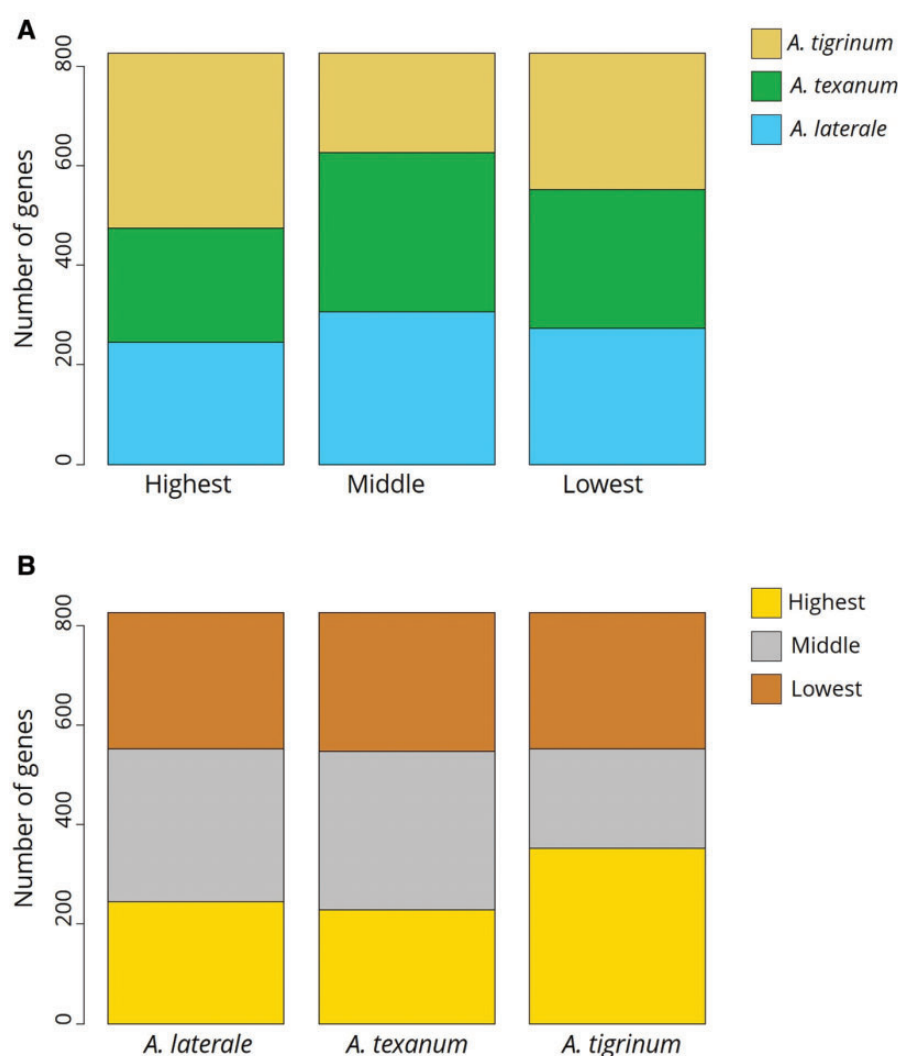 A
800
600
400
200
0
Number of genes
Highest
Middle
Lowest
A. tigrinum
A. texanum
A. laterale
B
800
600
400
200
0
Number of genes
A. laterale
A. texanum
A. tigrinum
Highest
Middle
Lowest